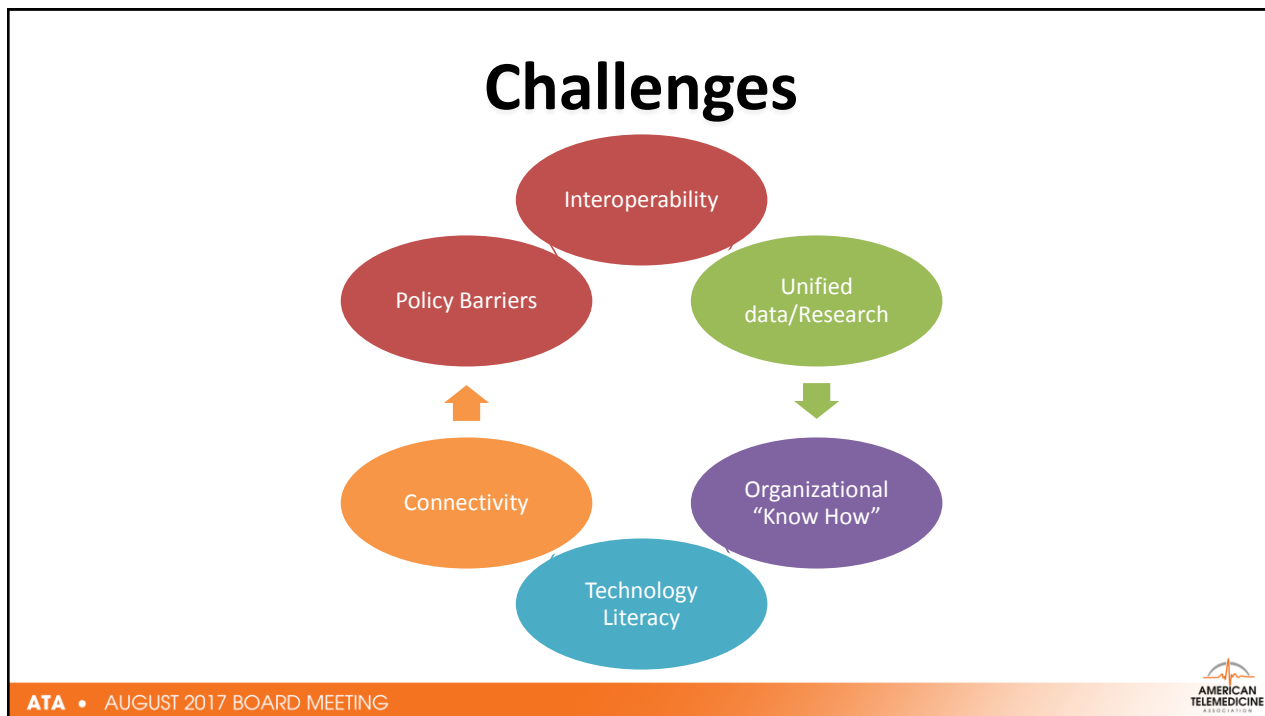 Challenges
Interoperability
Unified
data/Research
Organizational
“Know How”
Technology
Literacy
Connectivity
Policy Barriers
ATA • AUGUST 2017 BOARD MEETING
AMERICAN
TELEMEDICINE
ASSOCIATION